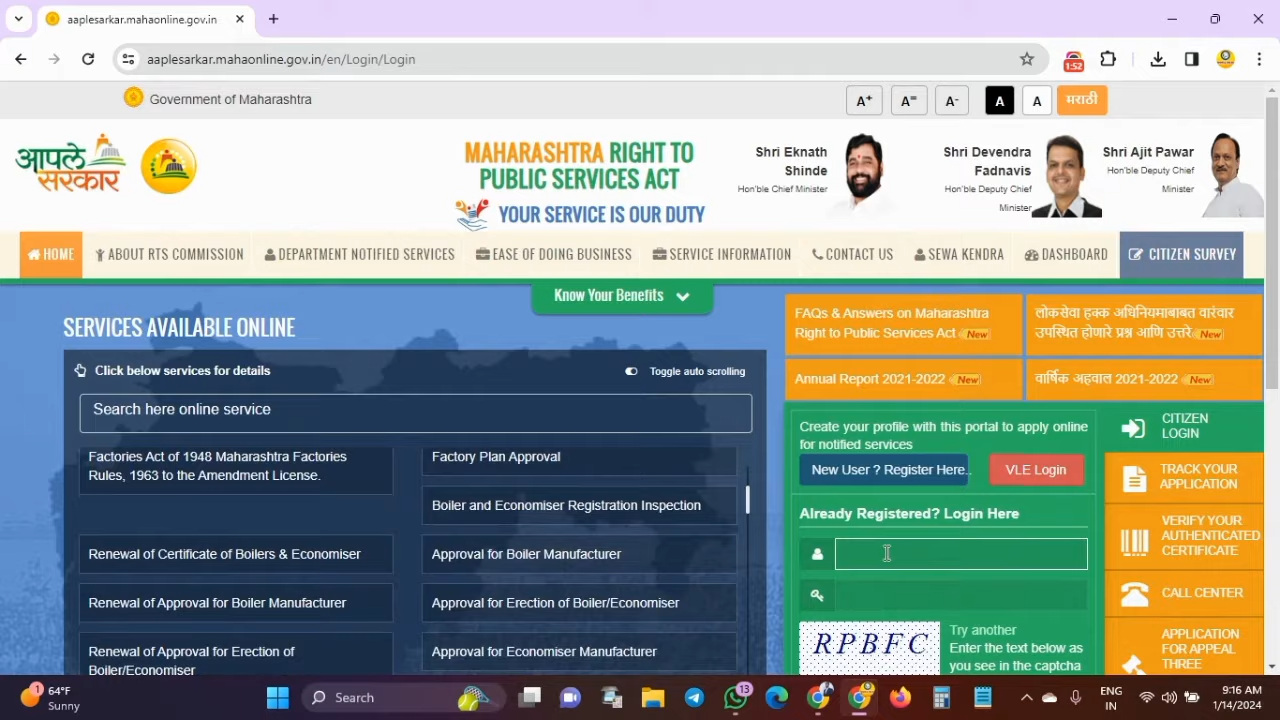 aaplesarkar.mahaonline.gov.in
aaplesarkar.mahaonline.gov.in/en/Login/Login
1:52
Government of Maharashtra
A+ A= A- A A मराठी
आपले
सरकार
MAHARASHTRA RIGHT TO
PUBLIC SERVICES ACT
YOUR SERVICE IS OUR DUTY
Shri Eknath
Shinde
Hon'ble Chief Minister
Shri Devendra
Fadnavis
Hon'ble Deputy Chief
Minister
Shri Ajit Pawar
Hon'ble Deputy Chief
Minister
HOME ABOUT RTS COMMISSION DEPARTMENT NOTIFIED SERVICES EASE OF DOING BUSINESS SERVICE INFORMATION CONTACT US SEWA KENDRA DASHBOARD CITIZEN SURVEY
Know Your Benefits
SERVICES AVAILABLE ONLINE
Click below services for details
Toggle auto scrolling
Search here online service
Factories Act of 1948 Maharashtra Factories
Rules, 1963 to the Amendment License.
Factory Plan Approval
Boiler and Economiser Registration Inspection
Renewal of Certificate of Boilers & Economiser
Approval for Boiler Manufacturer
Renewal of Approval for Boiler Manufacturer
Approval for Erection of Boiler/Economiser
Renewal of Approval for Erection of
Boiler/Economiser
Approval for Economiser Manufacturer
FAQs & Answers on Maharashtra
Right to Public Services Act New
लोकसेवा हक्क अधिनियमाबाबत वारंवार
उपस्थित होणारे प्रश्न आणि उत्तरे New
Annual Report 2021-2022 New
वार्षिक अहवाल 2021-2022 New
Create your profile with this portal to apply online
for notified services
New User ? Register Here..
VLE Login
Already Registered? Login Here
RPBFC
Try another
Enter the text below as
you see in the captcha
CITIZEN
LOGIN
TRACK YOUR
APPLICATION
VERIFY YOUR
AUTHENTICATED
CERTIFICATE
CALL CENTER
APPLICATION
FOR APPEAL
THREE
1
64°F
Sunny
Search
13
ENG
IN
9:16 AM
1/14/2024